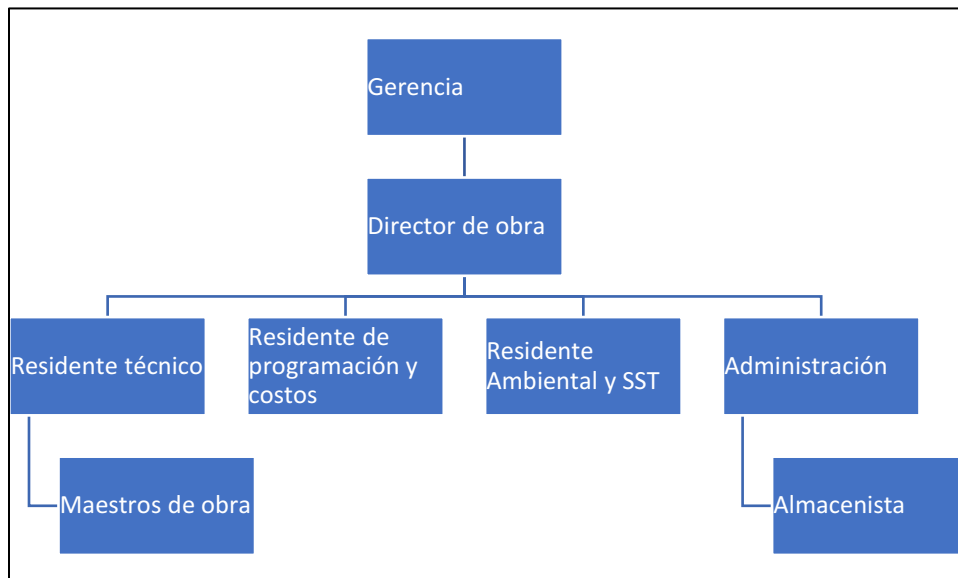 Gerencia
Director de obra
Residente técnico
Residente de
programación y
costos
Residente
Ambiental y SST
Administración
Maestros de obra
Almacenista